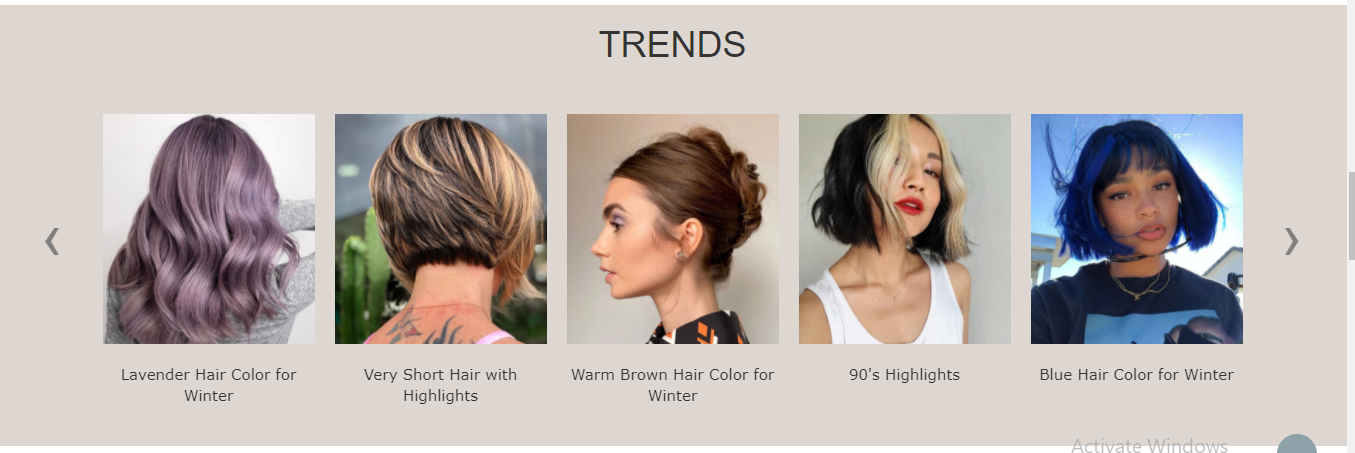 TRENDS
Lavender Hair Color for
Winter
Very Short Hair with
Highlights
Warm Brown Hair Color for
Winter
90's Highlights
Blue Hair Color for Winter
Activate Windows